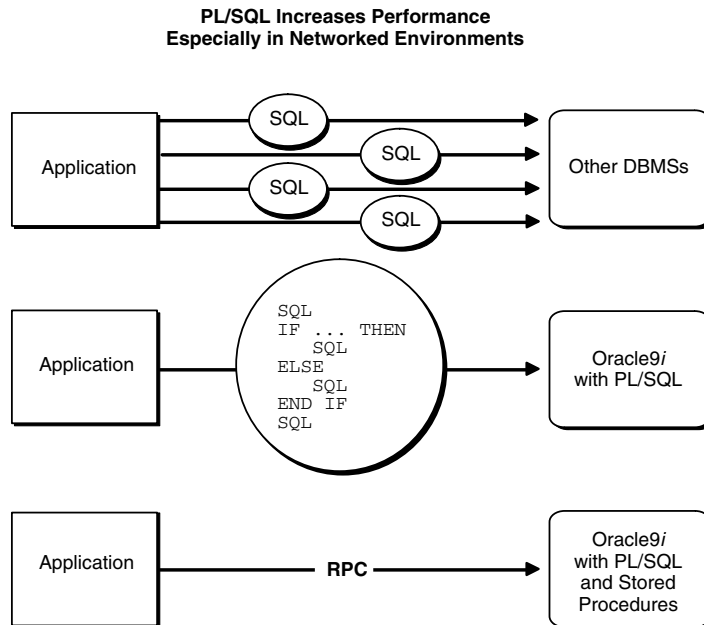 PL/SQL Increases Performance
Especially in Networked Environments
Application
SQL
SQL
SQL
SQL
Other DBMSs
Application
SQL
IF ... THEN
SQL
ELSE
SQL
END IF
SQL
Oracle9i
with PL/SQL
Application
RPC
Oracle9i
with PL/SQL
and Stored
Procedures